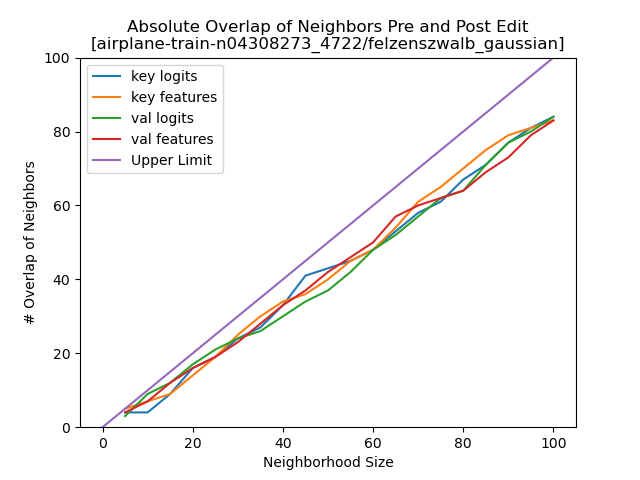 Absolute Overlap of Neighbors Pre and Post Edit
[airplane-train-n04308273_4722/felzenszwalb_gaussian]
key logits
key features
val logits
val features
Upper Limit
# Overlap of Neighbors
100
80
60
40
20
0
0 20 40 60 80 100
Neighborhood Size